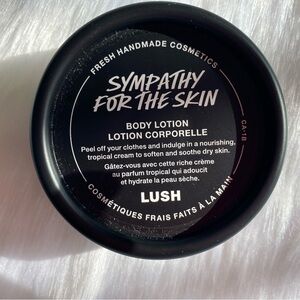 FRESH HANDMADE COSMETICS
SYMPATHY
FOR THE SKIN
BODY LOTION
LOTION CORPORELLE
Peel off your clothes and indulge in a nourishing,
tropical cream to soften and soothe dry skin.
Gâtez-vous avec cette riche crème
au parfum tropical qui adoucit
et hydrate la peau sèche.
LUSH
COSMÉTIQUES FRAIS FAITS À LA MAIN
CA-1B